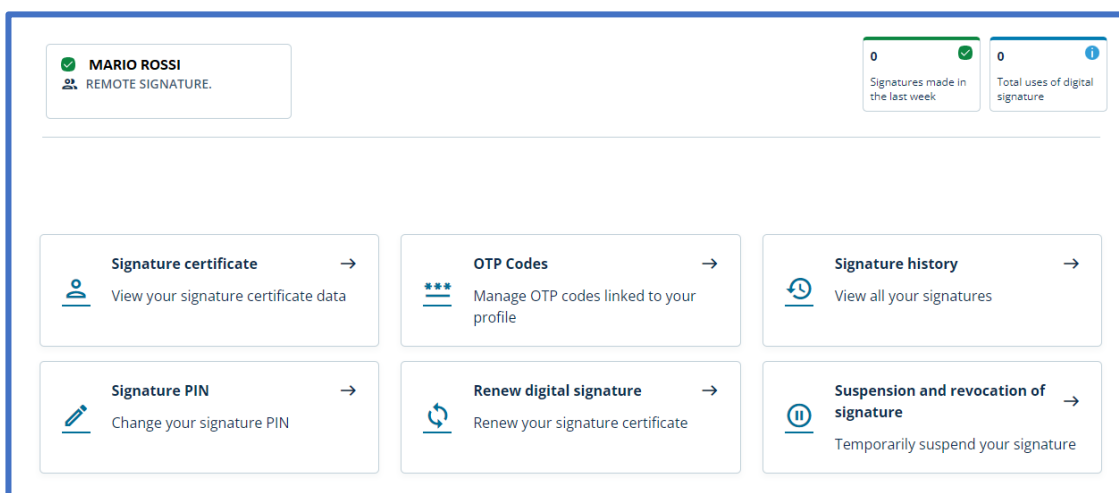 MARIO ROSSI
REMOTE SIGNATURE.
0
Signatures made in
the last week
0
Total uses of digital
signature
Signature certificate
View your signature certificate data
OTP Codes
Manage OTP codes linked to your
profile
Signature history
View all your signatures
Signature PIN
Change your signature PIN
Renew digital signature
Renew your signature certificate
Suspension and revocation of
signature
Temporarily suspend your signature